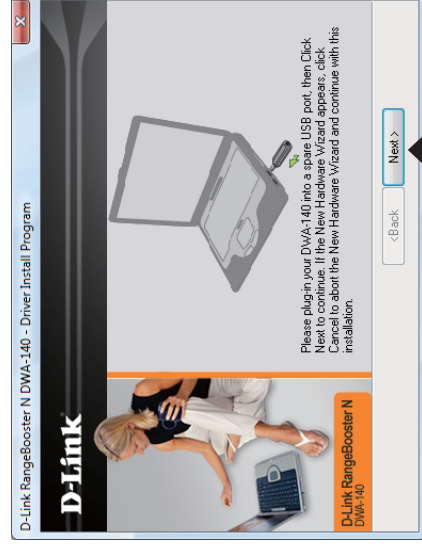 D-Link RangeBooster N DWA-140 - Driver Install Program
D-Link
Please plug-in your DWA-140 into a spare USB port, then Click
Next to continue. If the New Hardware Wizard appears, click
Cancel to abort the New Hardware Wizard and continue with this
installation.
D-Link RangeBooster N
DWA-140
<Back
Next >